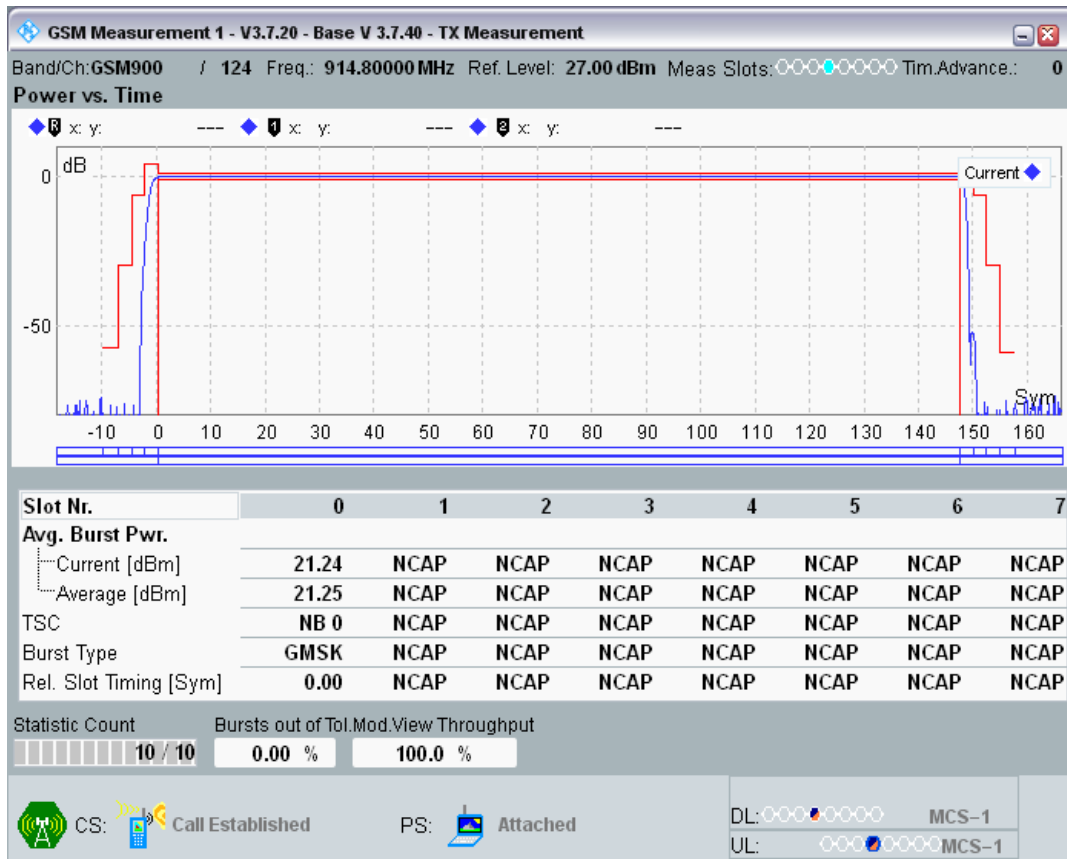 GSM Measurement 1 - V3.7.20 - Base V 3.7.40 - TX Measurement
Band/Ch:GSM900 / 124 Freq.: 914.80000 MHz Ref. Level: 27.00 dBm Meas Slots: Tim.Advance.: 0
Power vs. Time
R x: y: --- 1 x: y: --- 2 x: y: ---
dB
Current
0
-50
Sym
-10 0 10 20 30 40 50 60 70 80 90 100 110 120 130 140 150 160
Slot Nr. 0 1 2 3 4 5 6 7
Avg. Burst Pwr.
Current [dBm] 21.24 NCAP NCAP NCAP NCAP NCAP NCAP NCAP
Average [dBm] 21.25 NCAP NCAP NCAP NCAP NCAP NCAP NCAP
TSC NB 0 NCAP NCAP NCAP NCAP NCAP NCAP NCAP
Burst Type GMSK NCAP NCAP NCAP NCAP NCAP NCAP NCAP
Rel. Slot Timing [Sym] 0.00 NCAP NCAP NCAP NCAP NCAP NCAP NCAP
Statistic Count Bursts out of Tol.Mod.View Throughput
10 / 10 0.00 % 100.0 %
CS: Call Established PS: Attached
DL: MCS-1
UL: MCS-1